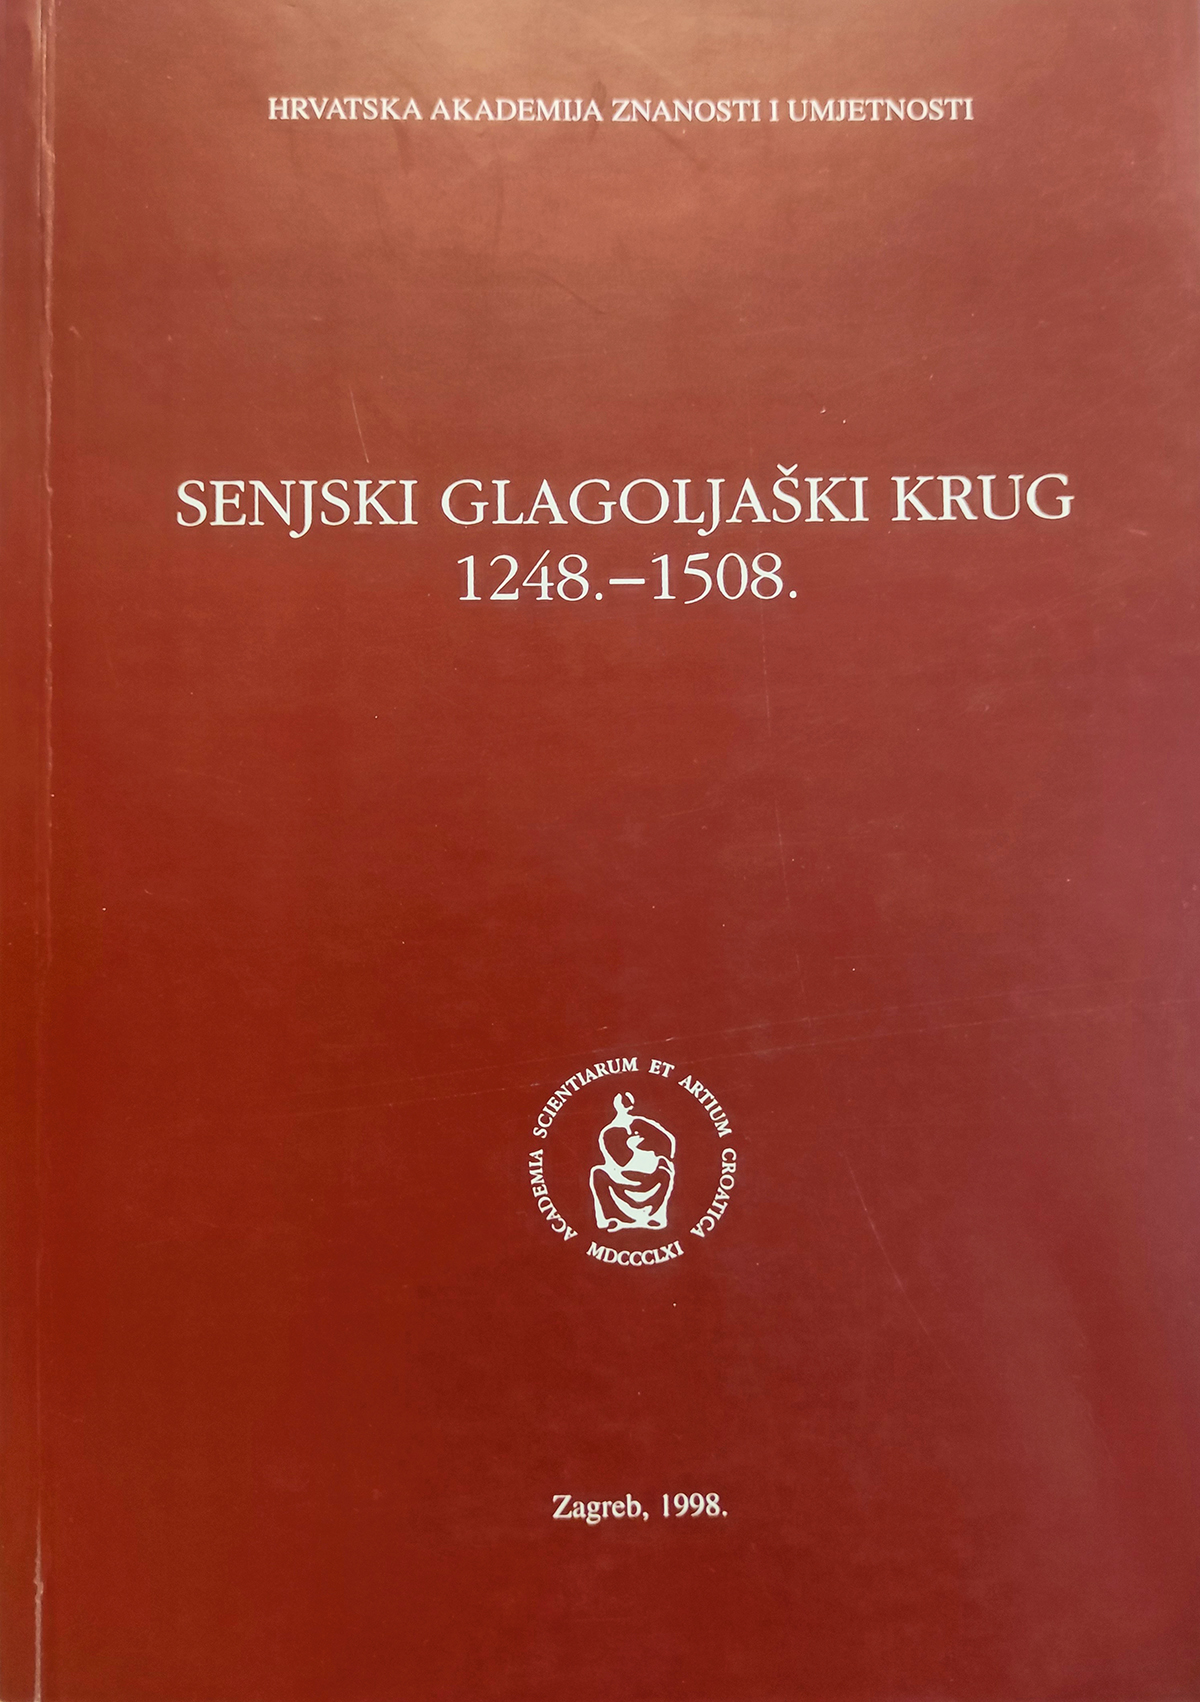 HRVATSKA AKADEMIJA ZNANOSTI I UMJETNOSTI
SENJSKI GLAGOLJAŠKI KRUG
1248.–1508.
ACADEMIA SCIENTIARUM ET ARTIUM CROATICA
MDCCCLXI
Zagreb, 1998.